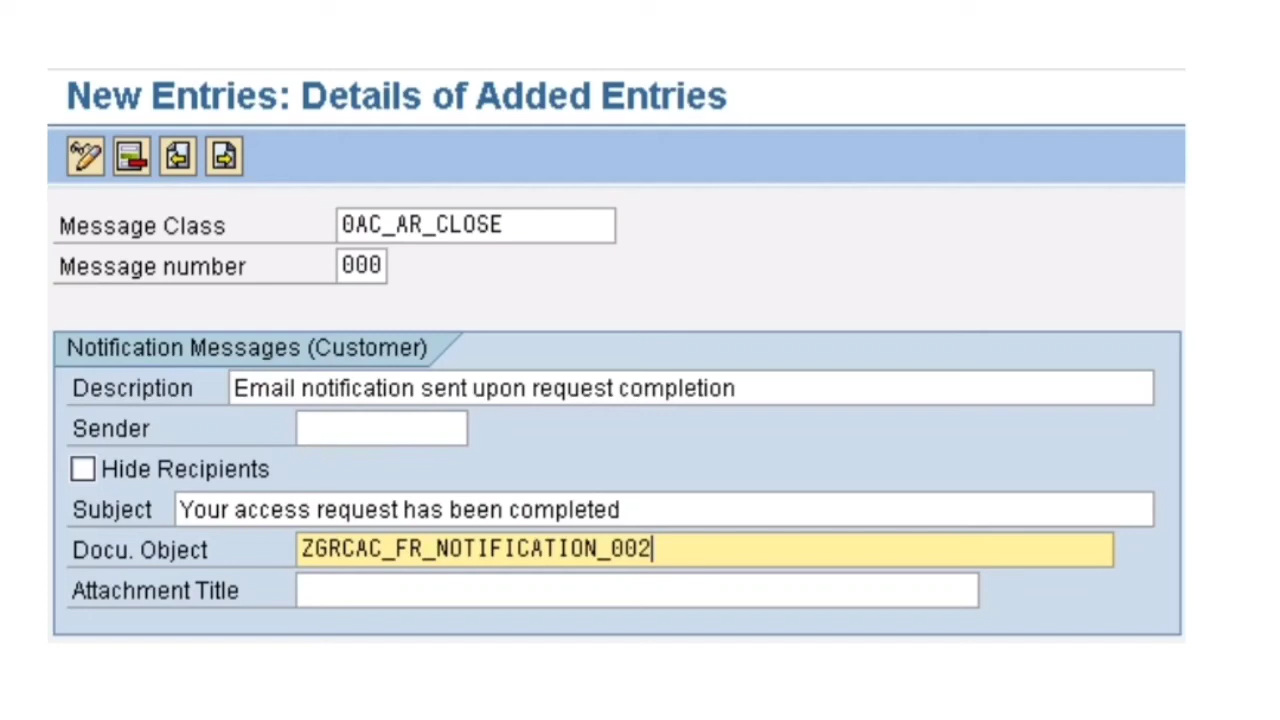 New Entries: Details of Added Entries
Message Class 0AC_AR_CLOSE
Message number 000
Notification Messages (Customer)
Description Email notification sent upon request completion
Sender
Hide Recipients
Subject Your access request has been completed
Docu. Object ZGRCAC_FR_NOTIFICATION_002
Attachment Title